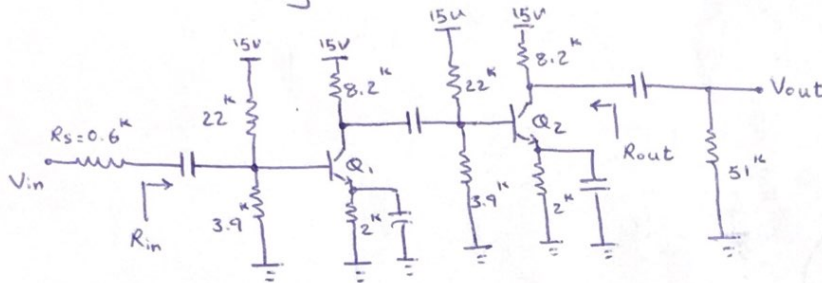 15V
15V
15V
15V
22K
8.2K
22K
8.2K
Rs=0.6K
Vin
Rin
3.9K
Q1
2K
3.9K
Q2
2K
Rout
51K
Vout